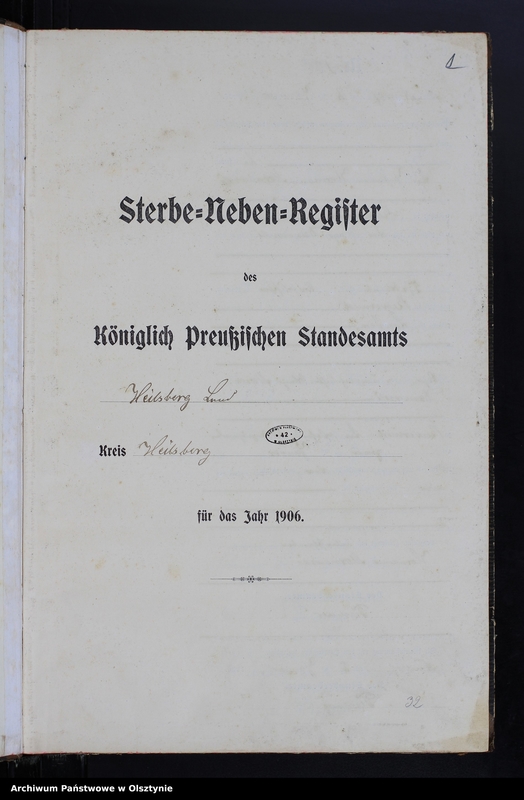 1
Sterbe=Neben=Register
des
Königlich Preußischen Standesamts
Heilsberg Land
42
Kreis Heilsberg
für das Jahr 1906.
32
Archiwum Państwowe w Olsztynie